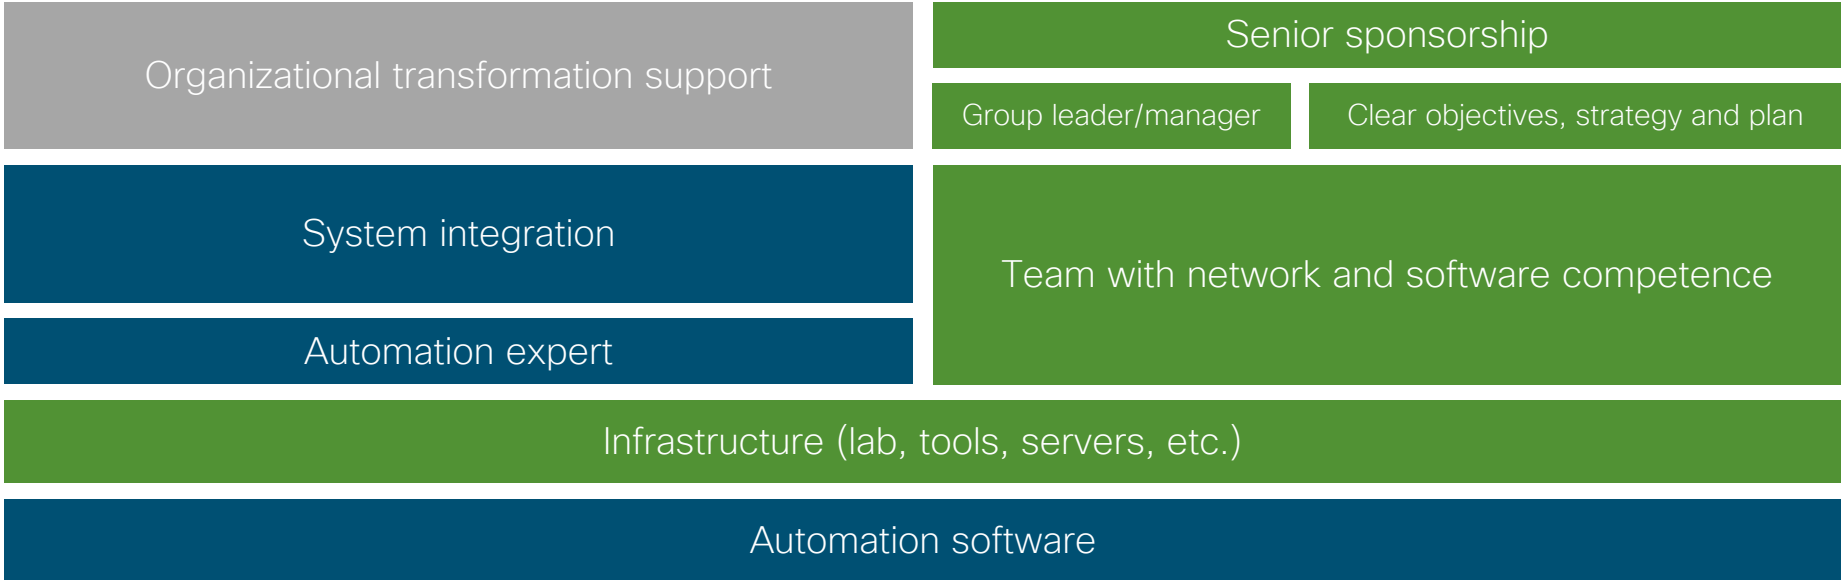 Organizational transformation support
Senior sponsorship
Group leader/manager
Clear objectives, strategy and plan
System integration
Team with network and software competence
Automation expert
Infrastructure (lab, tools, servers, etc.)
Automation software